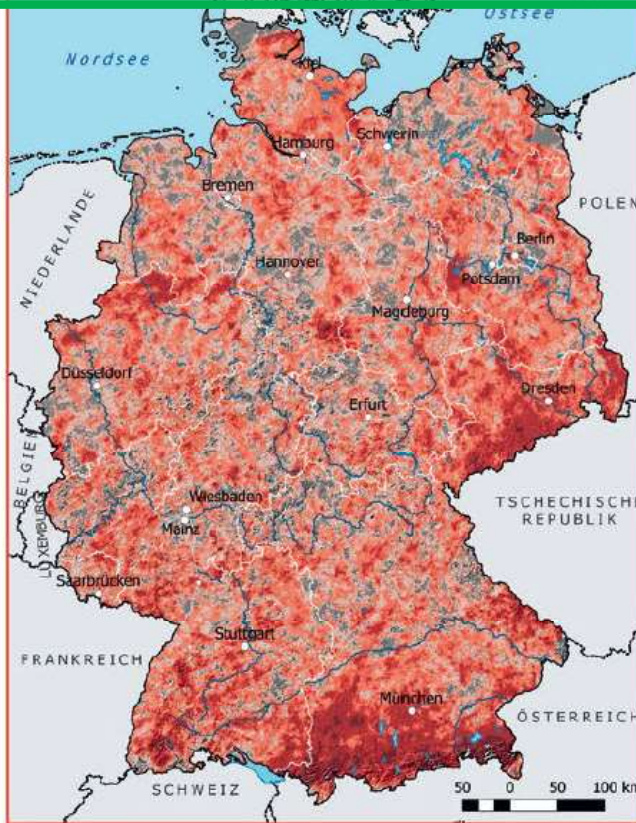 Nordsee
Ostsee
Kiel
Hamburg
Schwerin
Bremen
NIEDERLANDE
POLEN
Berlin
Hannover
Potsdam
Magdeburg
Düsseldorf
Dresden
Erfurt
BELGIEN
Wiesbaden
LUXEMBURG
Mainz
TSCHECHISCHE
REPUBLIK
Saarbrücken
Stuttgart
FRANKREICH
München
ÖSTERREICH
SCHWEIZ
50 0 50 100 km